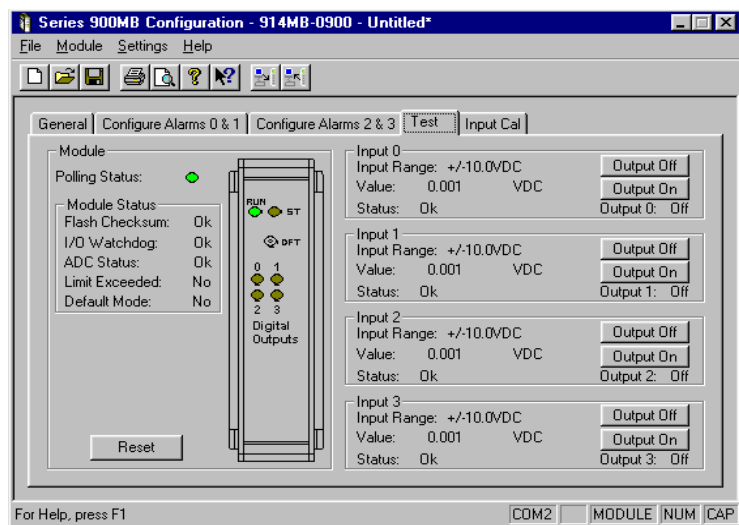 Series 900MB Configuration - 914MB-0900 - Untitled*
File Module Settings Help
General Configure Alarms 0 & 1 Configure Alarms 2 & 3 Test Input Cal
Module
Polling Status:
Module Status
Flash Checksum: Ok
I/O Watchdog: Ok
ADC Status: Ok
Limit Exceeded: No
Default Mode: No
Reset
RUN
ST
DFT
0 1
2 3
Digital
Outputs
Input 0
Input Range: +/-10.0VDC
Output Off
Value: 0.001 VDC
Output On
Status: Ok
Output 0: Off
Input 1
Input Range: +/-10.0VDC
Output Off
Value: 0.001 VDC
Output On
Status: Ok
Output 1: Off
Input 2
Input Range: +/-10.0VDC
Output Off
Value: 0.001 VDC
Output On
Status: Ok
Output 2: Off
Input 3
Input Range: +/-10.0VDC
Output Off
Value: 0.001 VDC
Output On
Status: Ok
Output 3: Off
For Help, press F1
COM2 MODULE NUM CAP